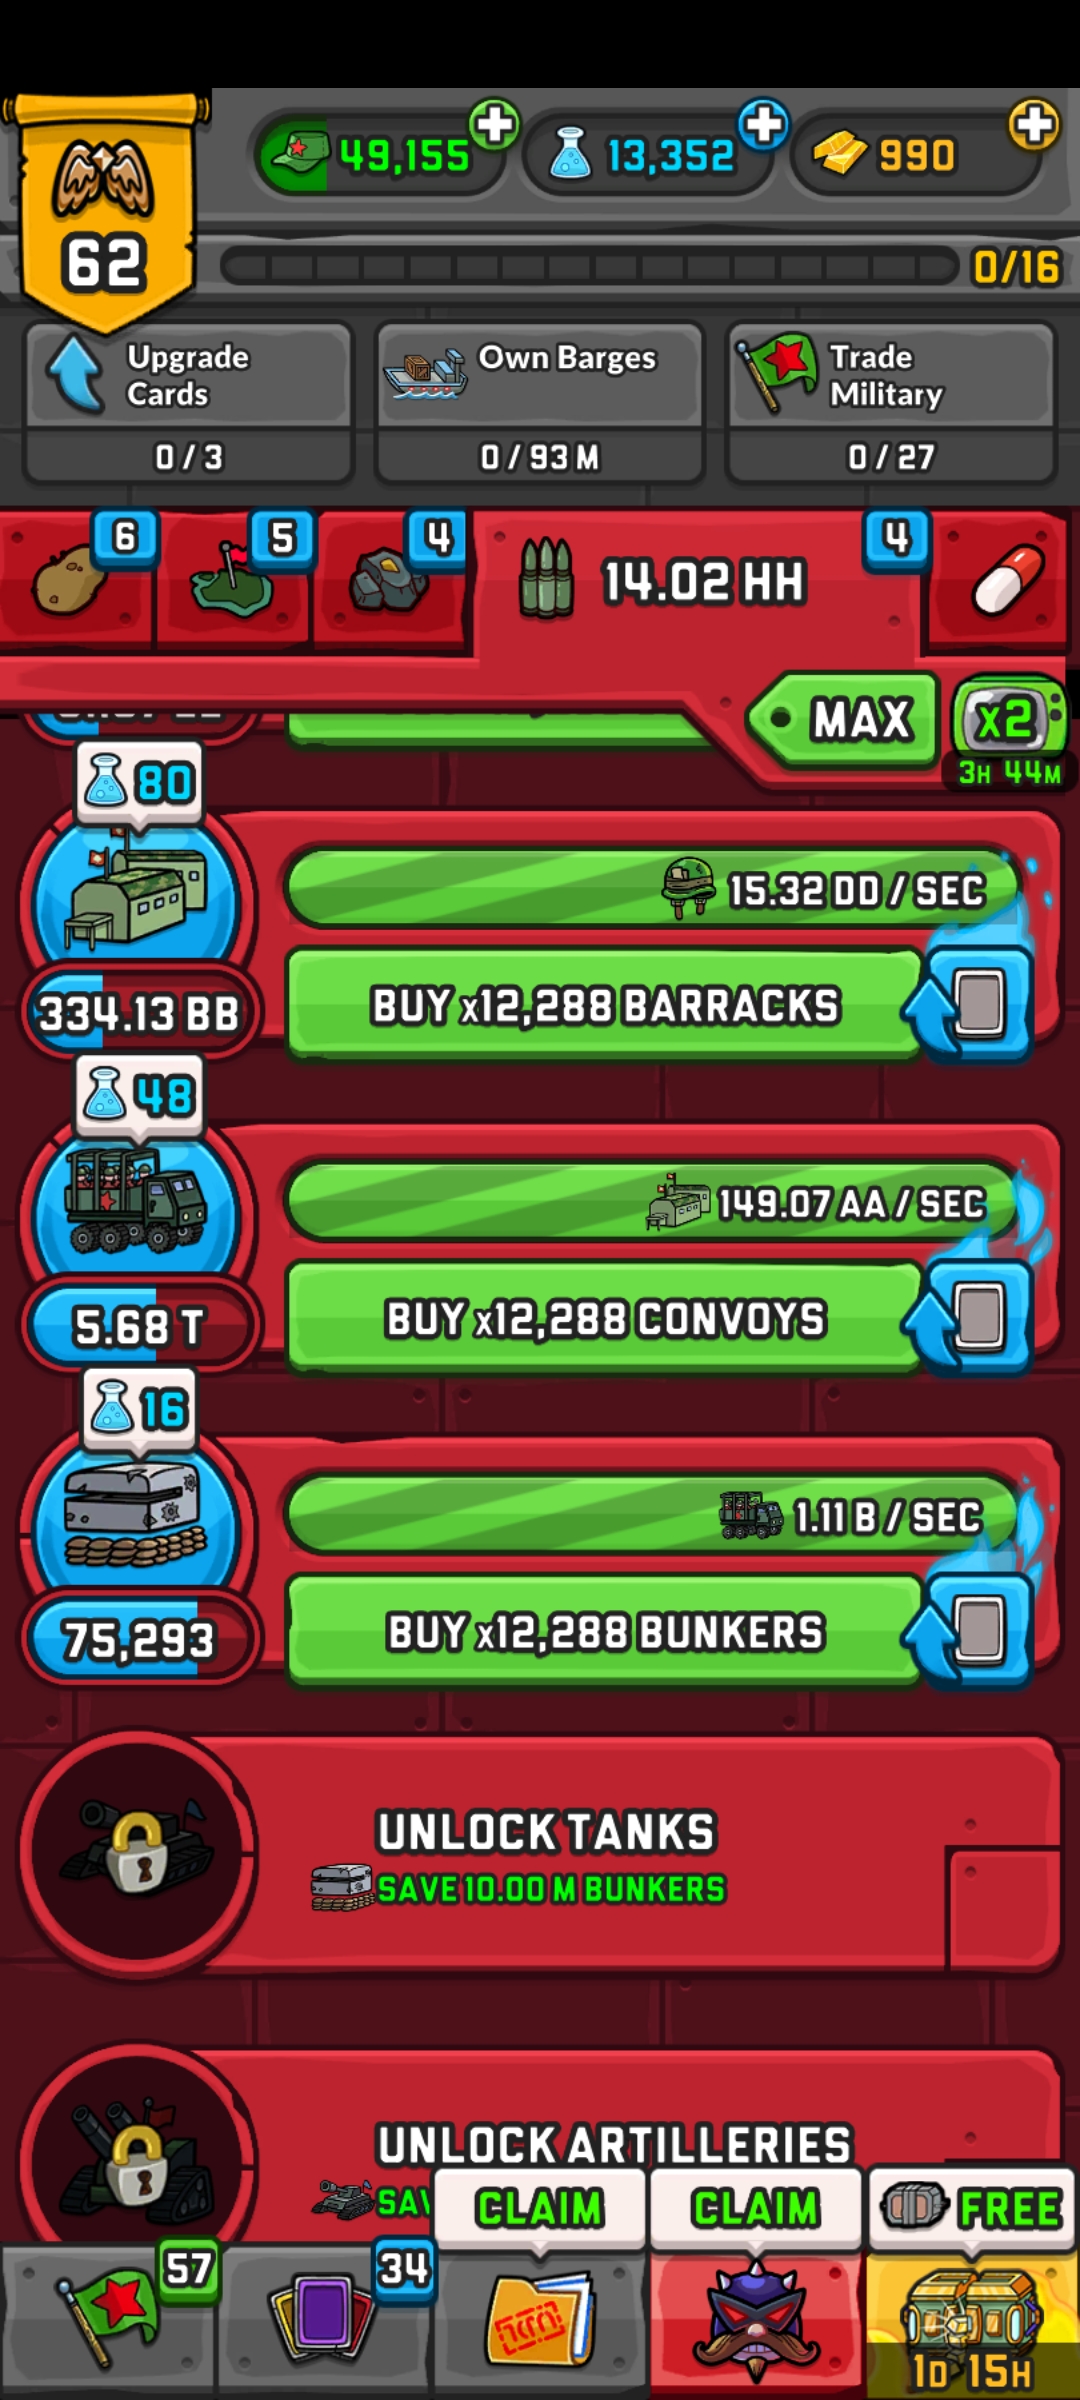 49,155
13,352
990
62
0/16
Upgrade
Cards
0 / 3
Own Barges
0 / 93 M
Trade
Military
0 / 27
6
5
4
14.02 HH
4
MAX
x2
3H 44M
80
15.32 DD / SEC
334.13 BB
BUY x12,288 BARRACKS
48
149.07 AA / SEC
5.68 T
BUY x12,288 CONVOYS
16
1.11 B / SEC
75,293
BUY x12,288 BUNKERS
UNLOCK TANKS
SAVE 10.00 M BUNKERS
UNLOCK ARTILLERIES
CLAIM
CLAIM
FREE
57
34
1D 15H